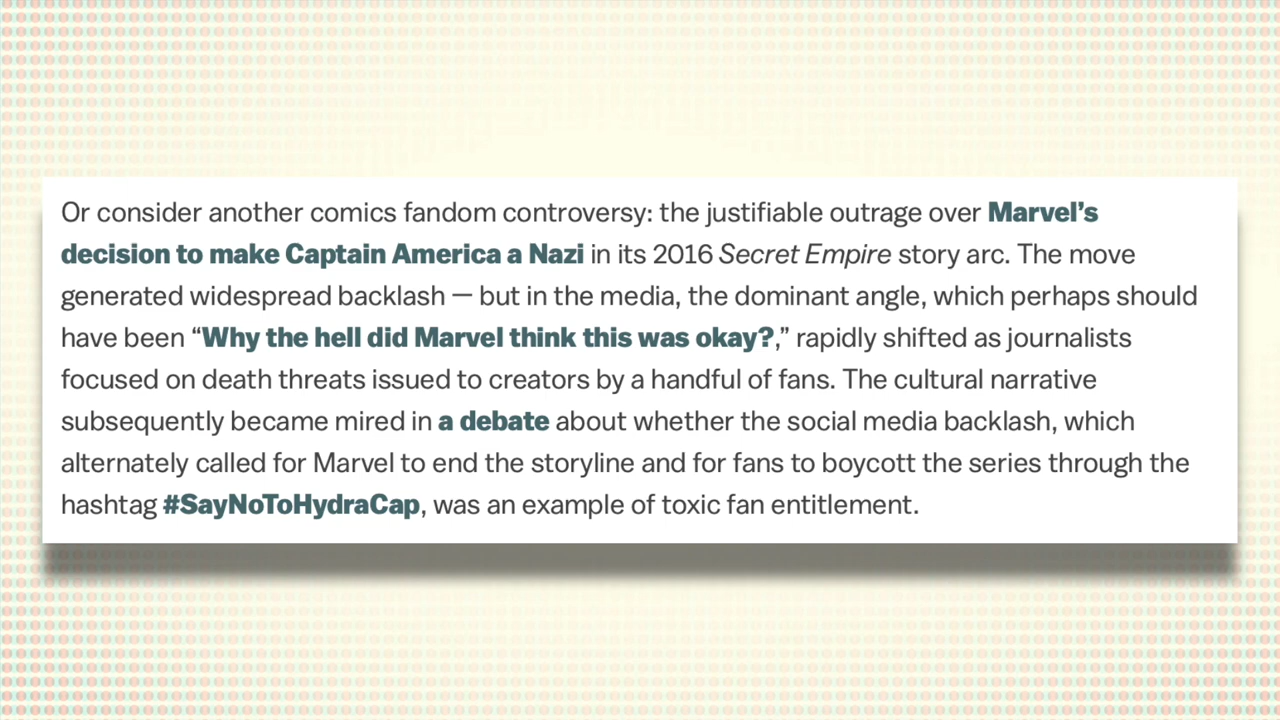 Or consider another comics fandom controversy: the justifiable outrage over Marvel’s
decision to make Captain America a Nazi in its 2016 Secret Empire story arc. The move
generated widespread backlash — but in the media, the dominant angle, which perhaps should
have been “Why the hell did Marvel think this was okay?,” rapidly shifted as journalists
focused on death threats issued to creators by a handful of fans. The cultural narrative
subsequently became mired in a debate about whether the social media backlash, which
alternately called for Marvel to end the storyline and for fans to boycott the series through the
hashtag #SayNoToHydraCap, was an example of toxic fan entitlement.